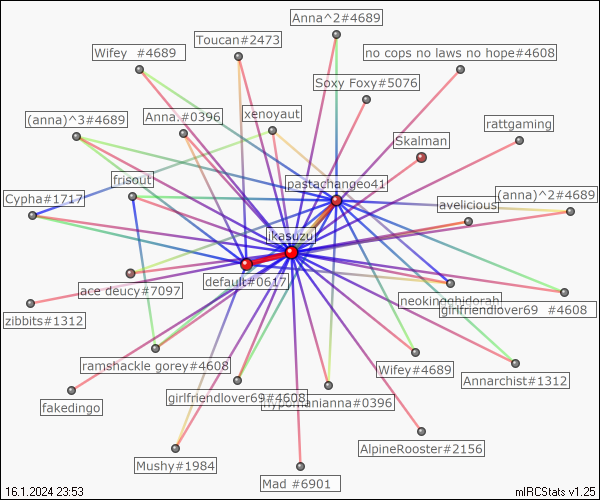 Anna^2#4689
Toucan#2473
Wifey  #4689
no cops no laws no hope#4608
Soxy Foxy#5076
(anna)^3#4689
Anna.#0396
xenoyaut
rattgaming
Skalman
frisout
pastachangeo41
Cypha#1717
avelicious
(anna)^2#4689
ikasuzu
default#0617
ace deucy#7097
neokingghidorah
girlfriendlover69  #4608
zibbits#1312
ramshackle gorey#4608
Wifey#4689
Annarchist#1312
girlfriendlover69#4608
hypomanianna#0396
fakedingo
AlpineRooster#2156
Mushy#1984
Mad #6901
16.1.2024 23:53
mIRCStats v1.25